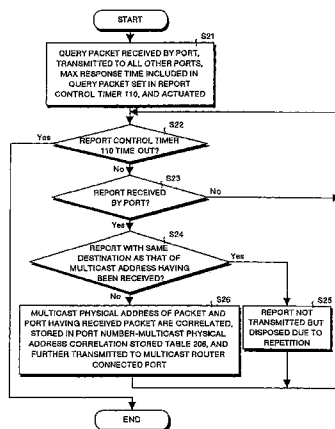 START
S21
QUERY PACKET RECEIVED BY PORT,
TRANSMITTED TO ALL OTHER PORTS,
MAX RESPONSE TIME INCLUDED IN
QUERY PACKET SET IN REPORT
CONTROL TIMER 110, AND ACTUATED
S22
Yes
REPORT CONTROL TIMER
110 TIME OUT?
No
S23
REPORT RECEIVED
BY PORT?
No
Yes
S24
REPORT WITH SAME
DESTINATION AS THAT OF
MULTICAST ADDRESS HAVING
BEEN RECEIVED?
Yes
No
S26
MULTICAST PHYSICAL ADDRESS OF PACKET AND
PORT HAVING RECEIVED PACKET ARE CORRELATED,
STORED IN PORT NUMBER-MULTICAST PHYSICAL
ADDRESS CORRELATION STORED TABLE 206, AND
FURTHER TRANSMITTED TO MULTICAST ROUTER
CONNECTED PORT
S25
REPORT NOT
TRANSMITTED BUT
DISPOSED DUE TO
REPETITION
END